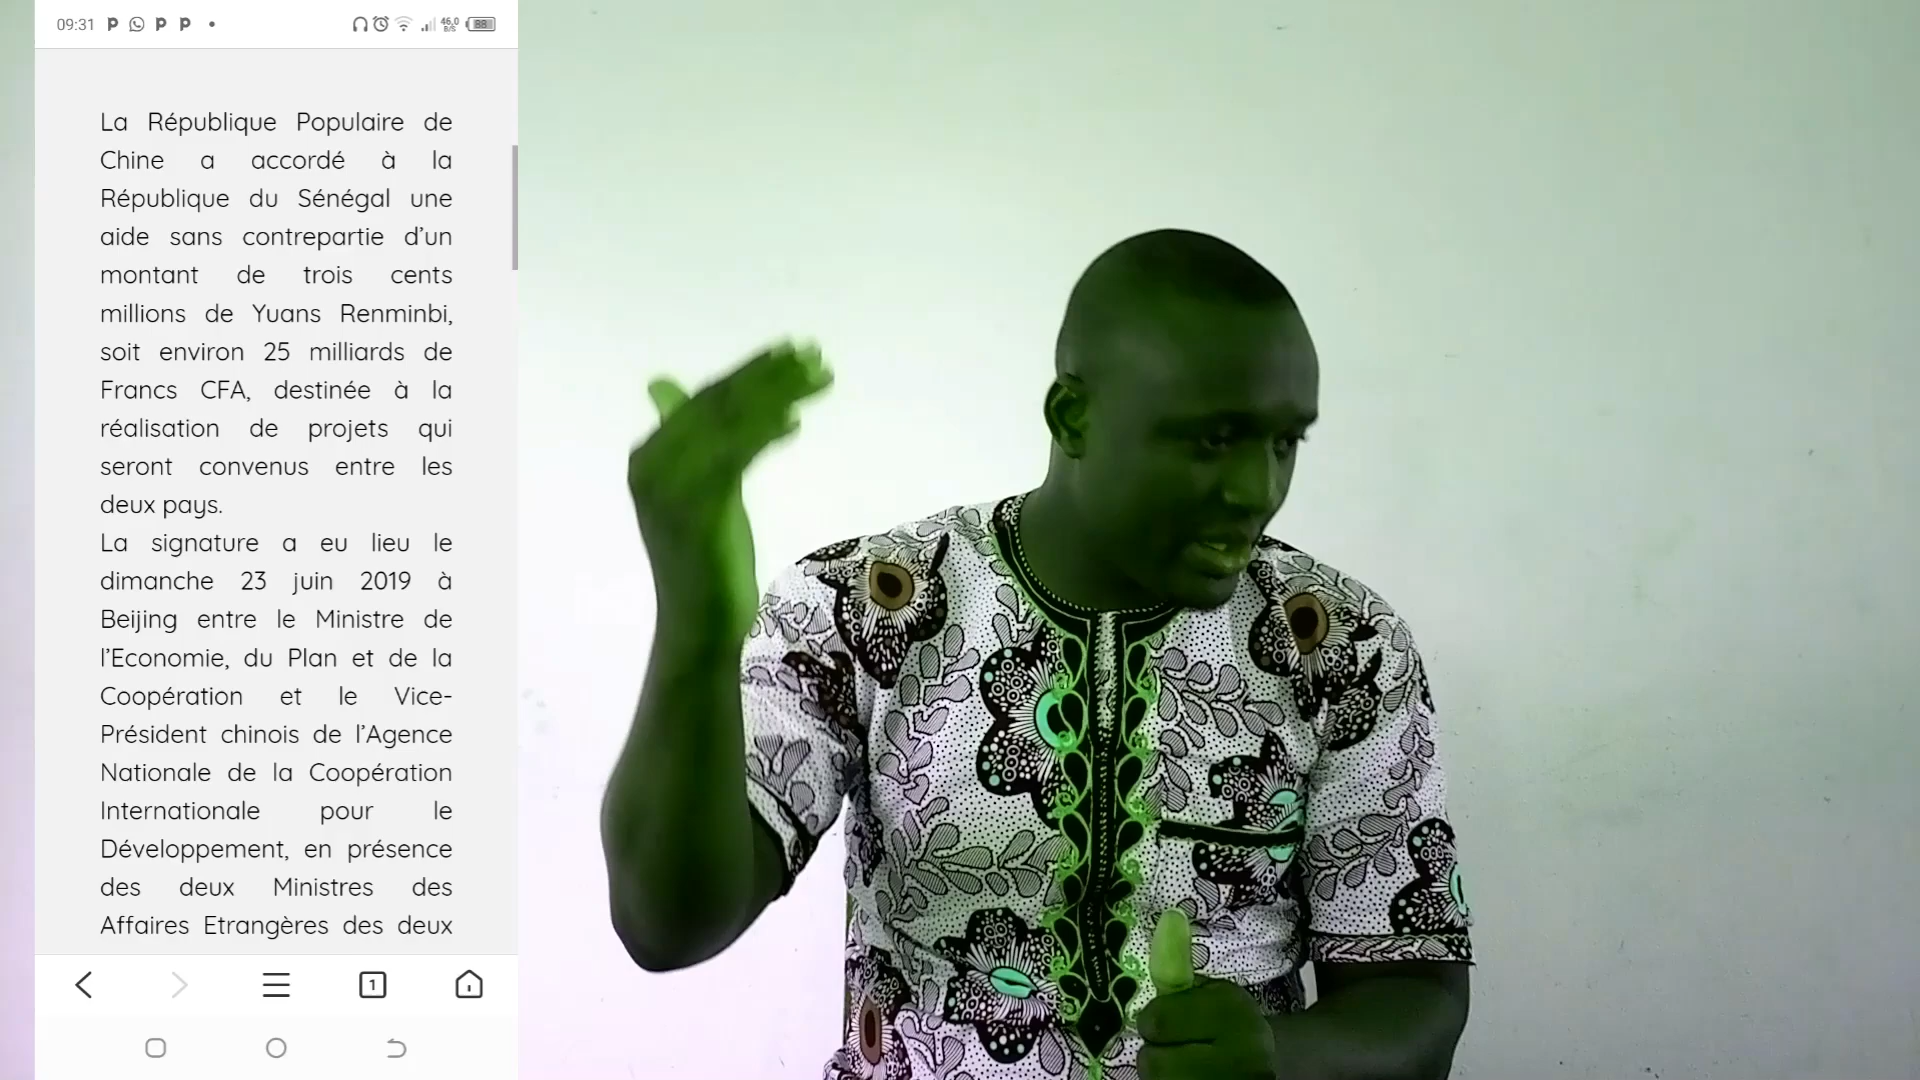 09:31
46,0
B/S
88
La République Populaire de
Chine a accordé à la
République du Sénégal une
aide sans contrepartie d’un
montant de trois cents
millions de Yuans Renminbi,
soit environ 25 milliards de
Francs CFA, destinée à la
réalisation de projets qui
seront convenus entre les
deux pays.
La signature a eu lieu le
dimanche 23 juin 2019 à
Beijing entre le Ministre de
l’Economie, du Plan et de la
Coopération et le Vice-
Président chinois de l’Agence
Nationale de la Coopération
Internationale pour le
Développement, en présence
des deux Ministres des
Affaires Etrangères des deux
1